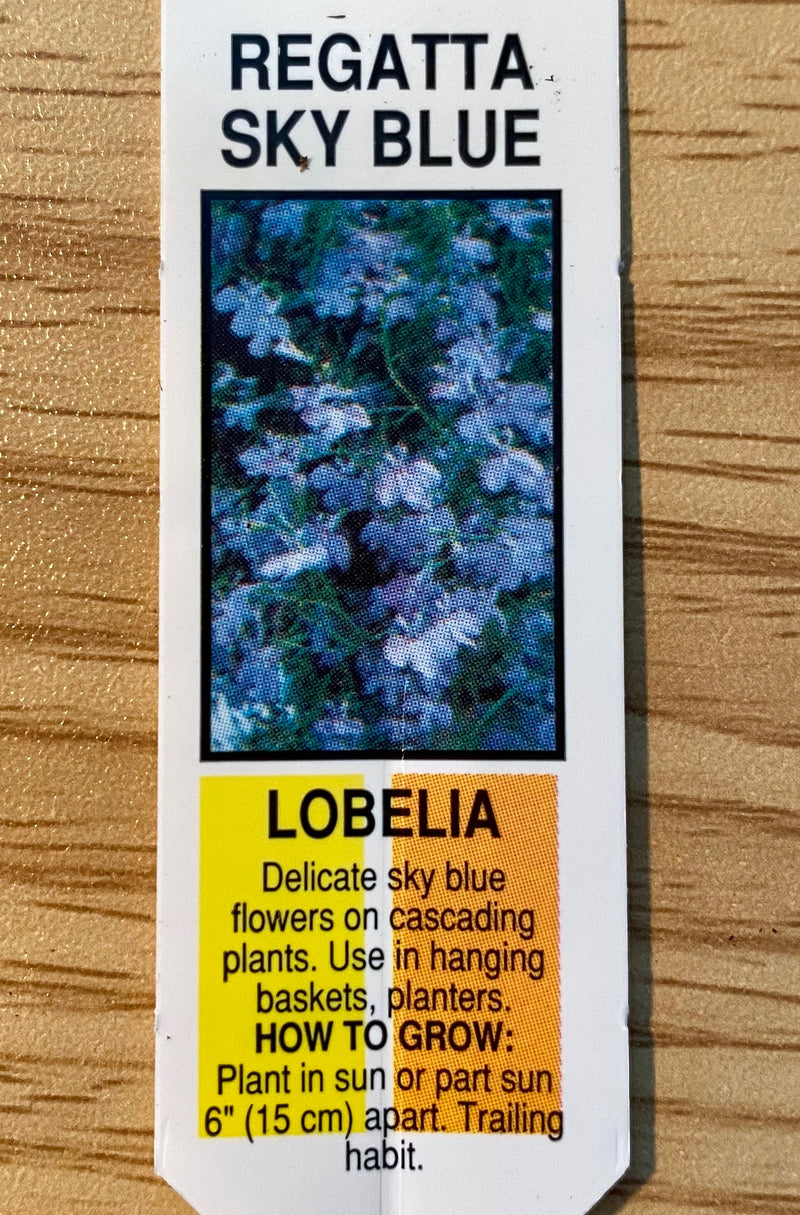 REGATTA
SKY BLUE
LOBELIA
Delicate sky blue
flowers on cascading
plants. Use in hanging
baskets, planters.
HOW TO GROW:
Plant in sun or part sun
6" (15 cm) apart. Trailing
habit.